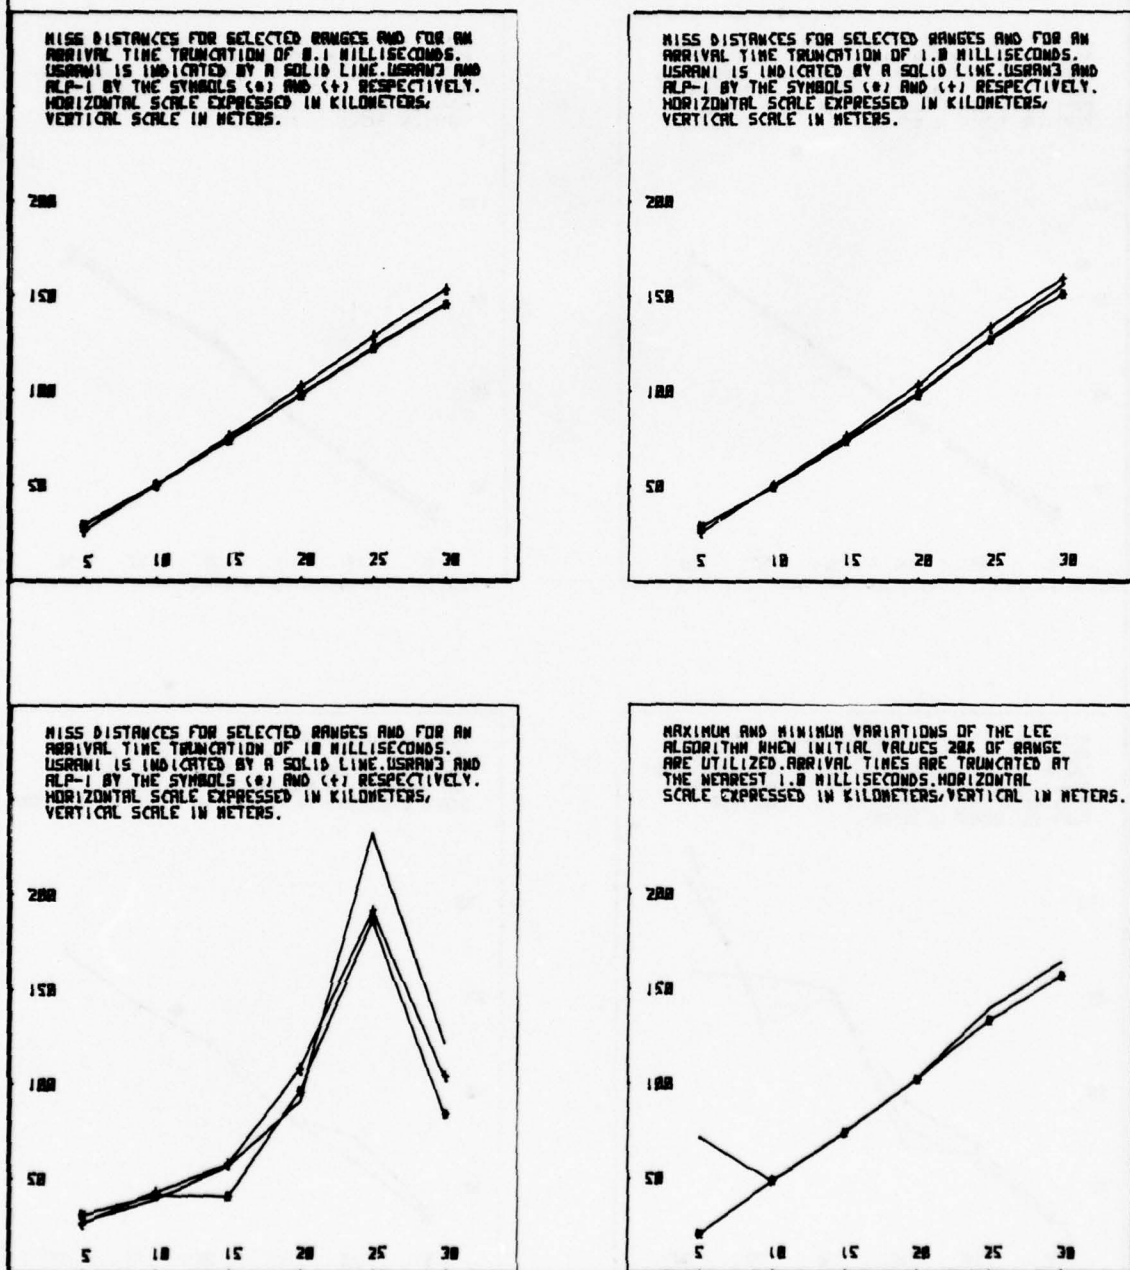 MISS DISTANCES FOR SELECTED RANGES AND FOR AN
ARRIVAL TIME TRUNCATION OF 0.1 MILLISECONDS.
USRAN1 IS INDICATED BY A SOLID LINE.USRAN3 AND
ALP-1 BY THE SYMBOLS (*) AND (+) RESPECTIVELY.
HORIZONTAL SCALE EXPRESSED IN KILOMETERS,
VERTICAL SCALE IN METERS.
200
150
100
50
5 10 15 20 25 30
MISS DISTANCES FOR SELECTED RANGES AND FOR AN
ARRIVAL TIME TRUNCATION OF 1.0 MILLISECONDS.
USRAN1 IS INDICATED BY A SOLID LINE.USRAN3 AND
ALP-1 BY THE SYMBOLS (*) AND (+) RESPECTIVELY.
HORIZONTAL SCALE EXPRESSED IN KILOMETERS,
VERTICAL SCALE IN METERS.
200
150
100
50
5 10 15 20 25 30
MISS DISTANCES FOR SELECTED RANGES AND FOR AN
ARRIVAL TIME TRUNCATION OF 10 MILLISECONDS.
USRAN1 IS INDICATED BY A SOLID LINE.USRAN3 AND
ALP-1 BY THE SYMBOLS (*) AND (+) RESPECTIVELY.
HORIZONTAL SCALE EXPRESSED IN KILOMETERS,
VERTICAL SCALE IN METERS.
200
150
100
50
5 10 15 20 25 30
MAXIMUM AND MINIMUM VARIATIONS OF THE LEE
ALGORITHM WHEN INITIAL VALUES 20% OF RANGE
ARE UTILIZED.ARRIVAL TIMES ARE TRUNCATED AT
THE NEAREST 1.0 MILLISECONDS.HORIZONTAL
SCALE EXPRESSED IN KILOMETERS,VERTICAL IN METERS.
200
150
100
50
5 10 15 20 25 30